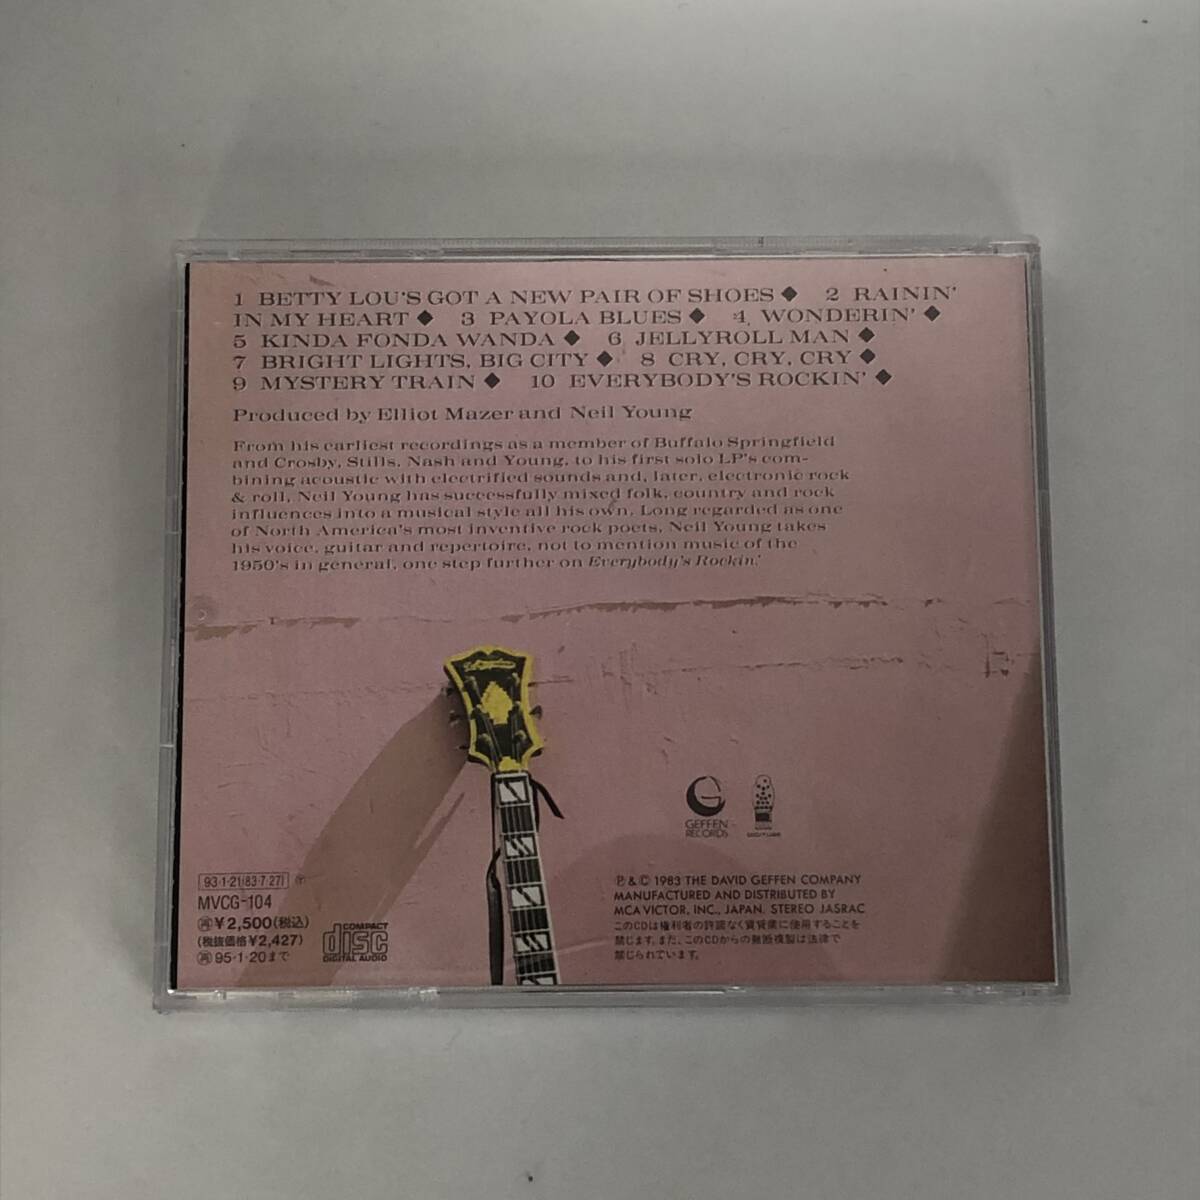 1 BETTY LOU'S GOT A NEW PAIR OF SHOES◆ 2 RAININ'
IN MY HEART◆ 3 PAYOLA BLUES◆ 4 WONDERIN'◆
5 KINDA FONDA WANDA◆ 6 JELLYROLL MAN◆
7 BRIGHT LIGHTS, BIG CITY◆ 8 CRY, CRY, CRY◆
9 MYSTERY TRAIN◆ 10 EVERYBODY'S ROCKIN'◆
Produced by Elliot Mazer and Neil Young
From his earliest recordings as a member of Buffalo Springfield
and Crosby, Stills, Nash and Young, to his first solo LP's com-
bining acoustic with electrified sounds and, later, electronic rock
& roll, Neil Young has successfully mixed folk, country and rock
influences into a musical style all his own. Long regarded as one
of North America's most inventive rock poets, Neil Young takes
his voice, guitar and repertoire, not to mention music of the
1950's in general, one step further on Everybody's Rockin'.
GEFFEN
RECORDS
93·1·21(83·7·27) Ⓨ
MVCG-104
㋐¥2,500(税込)
(税抜価格¥2,427)
㋐95·1·20まで
COMPACT
disc
DIGITAL AUDIO
Ⓟ & © 1983 THE DAVID GEFFEN COMPANY
MANUFACTURED AND DISTRIBUTED BY
MCA VICTOR, INC., JAPAN. STEREO JASRAC
このCDは権利者の許諾なく賃貸業に使用することを
禁じます。また、このCDからの無断複製は法律で
禁じられています。